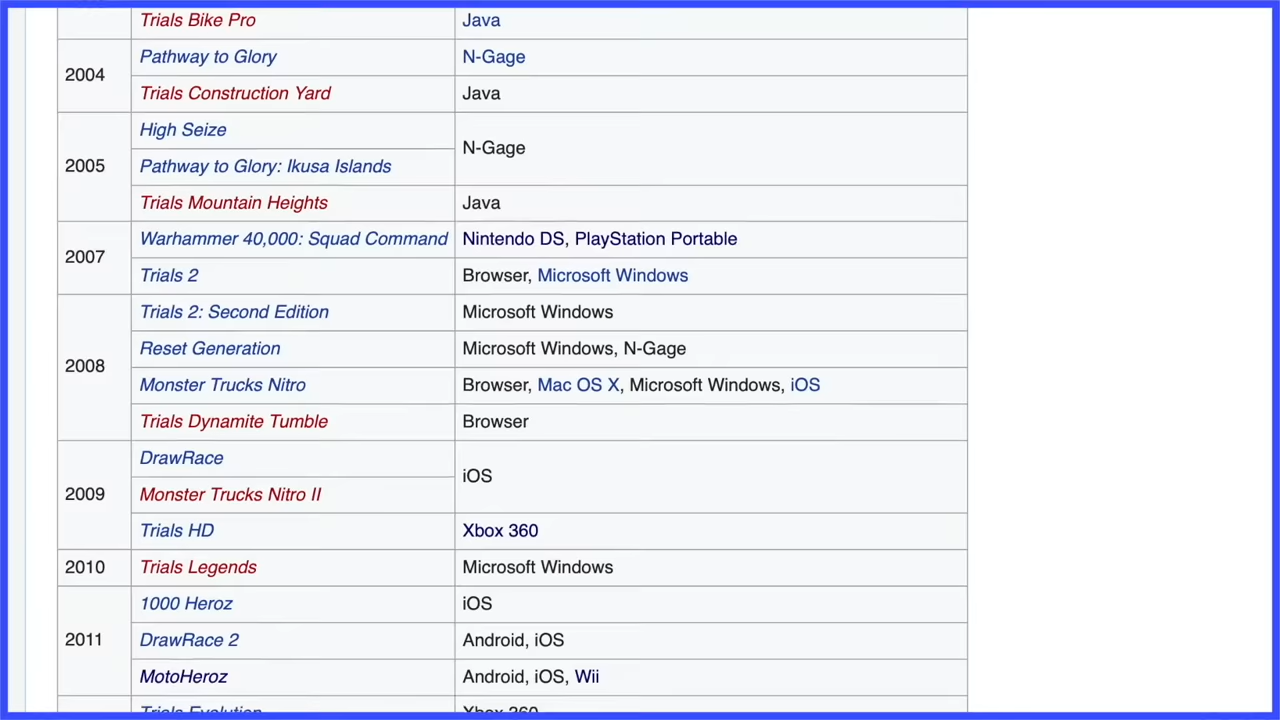 Trials Bike Pro Java
2004
Pathway to Glory N-Gage
Trials Construction Yard Java
2005
High Seize N-Gage
Pathway to Glory: Ikusa Islands
Trials Mountain Heights Java
2007
Warhammer 40,000: Squad Command Nintendo DS, PlayStation Portable
Trials 2 Browser, Microsoft Windows
2008
Trials 2: Second Edition Microsoft Windows
Reset Generation Microsoft Windows, N-Gage
Monster Trucks Nitro Browser, Mac OS X, Microsoft Windows, iOS
Trials Dynamite Tumble Browser
2009
DrawRace iOS
Monster Trucks Nitro II
Trials HD Xbox 360
2010 Trials Legends Microsoft Windows
2011
1000 Heroz iOS
DrawRace 2 Android, iOS
MotoHeroz Android, iOS, Wii
Trials Evolution Xbox 360